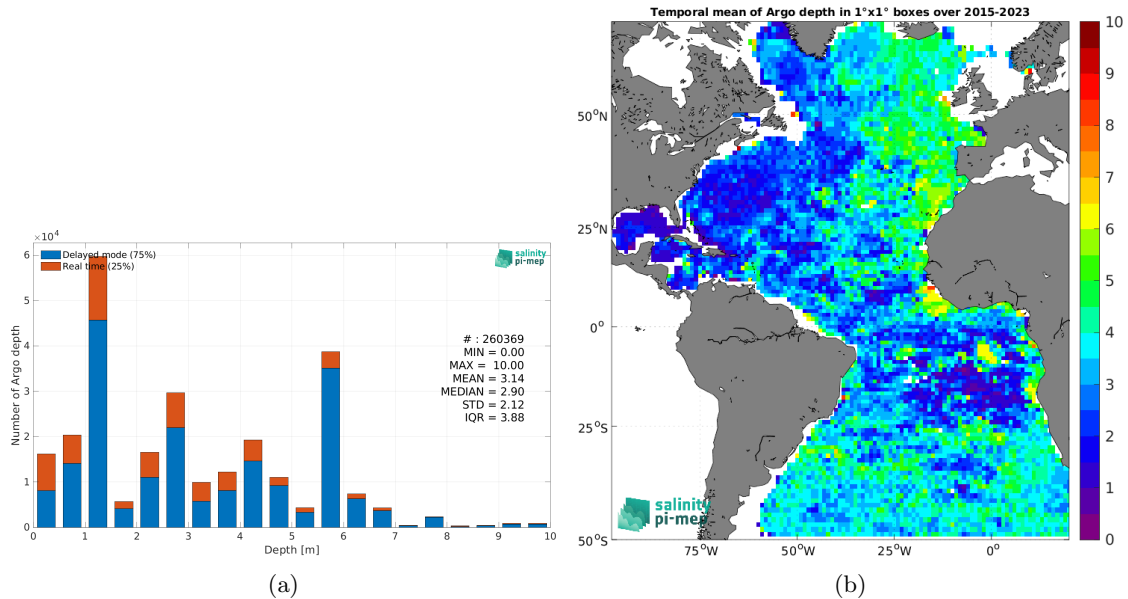 ×10⁴
6
5
4
3
2
1
0
Number of Argo depth
Delayed mode (75%)
Real time (25%)
salinity
pi-mep
# : 260369
MIN = 0.00
MAX = 10.00
MEAN = 3.14
MEDIAN = 2.90
STD = 2.12
IQR = 3.88
0 1 2 3 4 5 6 7 8 9 10
Depth [m]
(a)
Temporal mean of Argo depth in 1°x1° boxes over 2015-2023
50°N
25°N
0°
25°S
50°S
salinity
pi-mep
75°W 50°W 25°W 0°
10
9
8
7
6
5
4
3
2
1
0
(b)